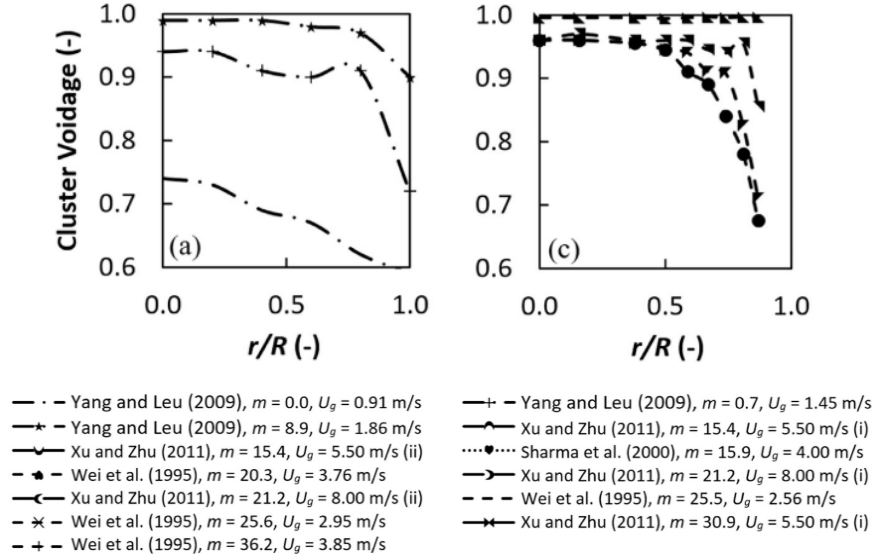 1.0
0.9
0.8
0.7
0.6
Cluster Voidage (-)
(a)
0.0
0.5
1.0
r/R (-)
1.0
0.9
0.8
0.7
0.6
(c)
0.0
0.5
1.0
r/R (-)
Yang and Leu (2009), m = 0.0, Ug = 0.91 m/s
Yang and Leu (2009), m = 8.9, Ug = 1.86 m/s
Xu and Zhu (2011), m = 15.4, Ug = 5.50 m/s (ii)
Wei et al. (1995), m = 20.3, Ug = 3.76 m/s
Xu and Zhu (2011), m = 21.2, Ug = 8.00 m/s (ii)
Wei et al. (1995), m = 25.6, Ug = 2.95 m/s
Wei et al. (1995), m = 36.2, Ug = 3.85 m/s
Yang and Leu (2009), m = 0.7, Ug = 1.45 m/s
Xu and Zhu (2011), m = 15.4, Ug = 5.50 m/s (i)
Sharma et al. (2000), m = 15.9, Ug = 4.00 m/s
Xu and Zhu (2011), m = 21.2, Ug = 8.00 m/s (i)
Wei et al. (1995), m = 25.5, Ug = 2.56 m/s
Xu and Zhu (2011), m = 30.9, Ug = 5.50 m/s (i)